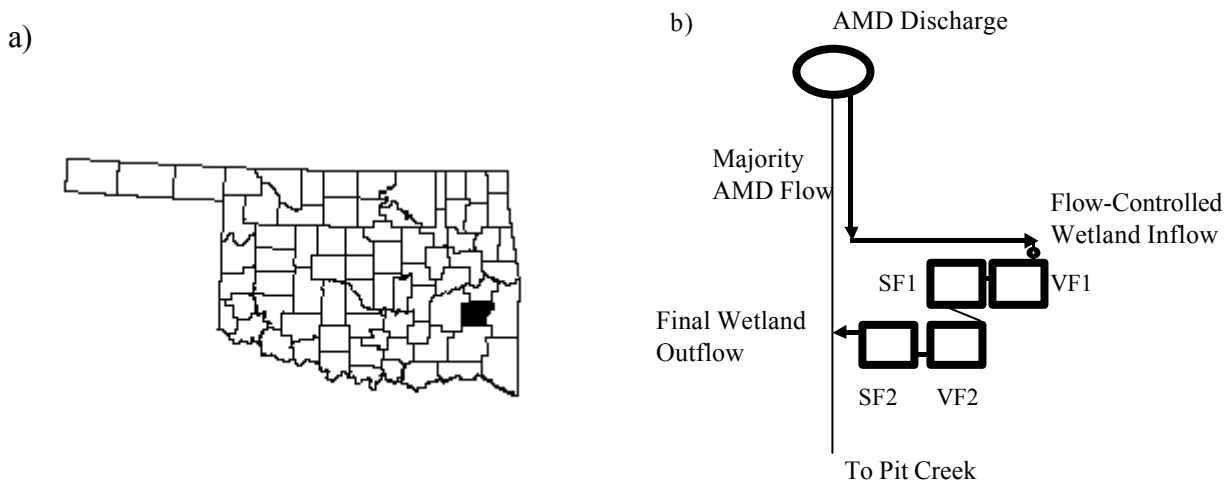 a)
b)
AMD Discharge
Majority
AMD Flow
Flow-Controlled
Wetland Inflow
SF1
VF1
Final Wetland
Outflow
SF2
VF2
To Pit Creek